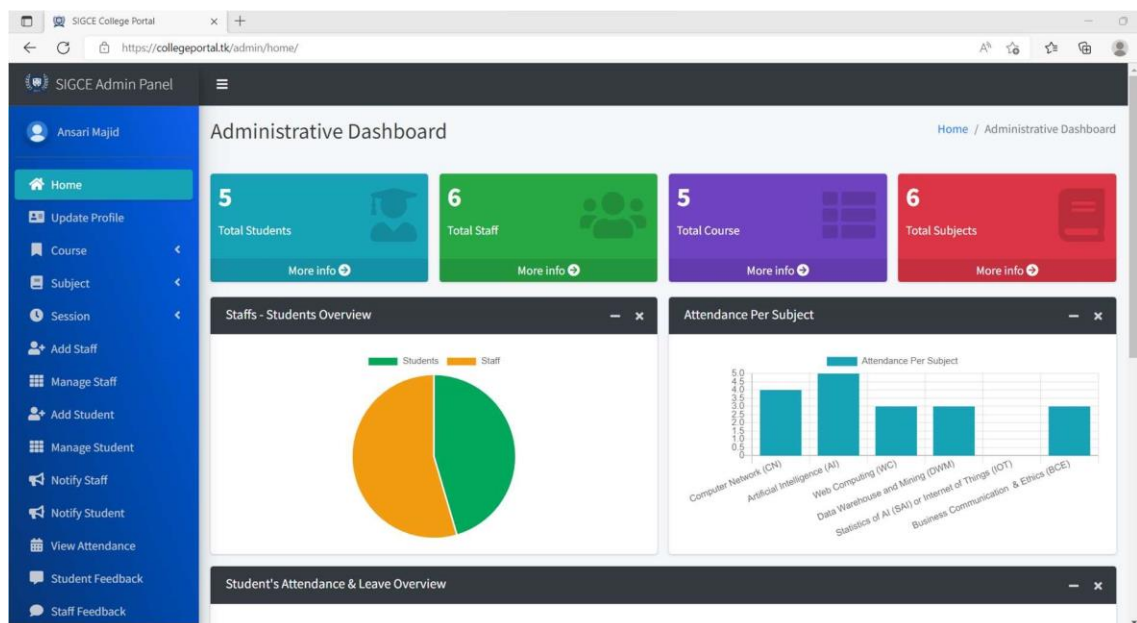 SIGCE College Portal
https://collegeportal.tk/admin/home/
SIGCE Admin Panel
Ansari Majid
Home
Update Profile
Course
Subject
Session
Add Staff
Manage Staff
Add Student
Manage Student
Notify Staff
Notify Student
View Attendance
Student Feedback
Staff Feedback
Administrative Dashboard
Home / Administrative Dashboard
5
Total Students
More info
6
Total Staff
More info
5
Total Course
More info
6
Total Subjects
More info
Staffs - Students Overview
Students Staff
Attendance Per Subject
Attendance Per Subject
5.0
4.5
4.0
3.5
3.0
2.5
2.0
1.5
1.0
0.5
0
Computer Network (CN)
Artificial Intelligence (AI)
Web Computing (WC)
Data Warehouse and Mining (DWM)
Statistics of AI (SAI) or Internet of Things (IOT)
Business Communication & Ethics (BCE)
Student's Attendance & Leave Overview